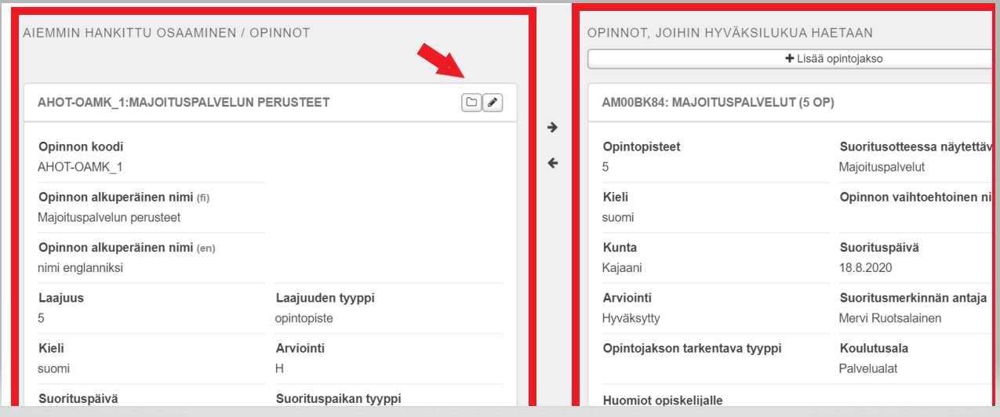 AIEMMIN HANKITTU OSAAMINEN / OPINNOT
AHOT-OAMK_1:MAJOITUSPALVELUN PERUSTEET
Opinnon koodi
AHOT-OAMK_1
Opinnon alkuperäinen nimi (fi)
Majoituspalvelun perusteet
Opinnon alkuperäinen nimi (en)
nimi englanniksi
Laajuus Laajuuden tyyppi
5 opintopiste
Kieli Arviointi
suomi H
Suorituspäivä Suorituspaikan tyyppi
OPINNOT, JOIHIN HYVÄKSILUKUA HAETAAN
+ Lisää opintojakso
AM00BK84: MAJOITUSPALVELUT (5 OP)
Opintopisteet Suoritusotteessa näytettäv
5 Majoituspalvelut
Kieli Opinnon vaihtoehtoinen ni
suomi
Kunta Suorituspäivä
Kajaani 18.8.2020
Arviointi Suoritusmerkinnän antaja
Hyväksytty Mervi Ruotsalainen
Opintojakson tarkentava tyyppi Koulutusala
Palvelualat
Huomiot opiskelijalle